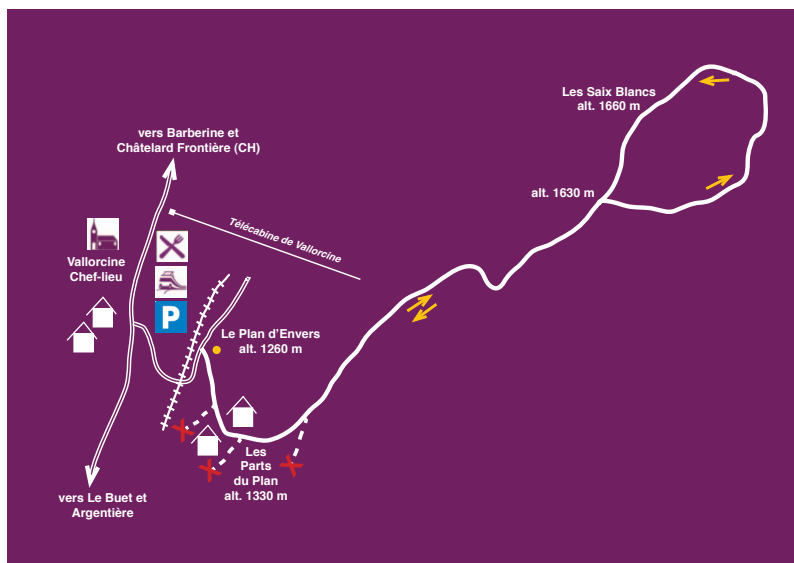 Les Saix Blancs
alt. 1660 m
vers Barberine et
Châtelard Frontière (CH)
alt. 1630 m
Télécabine de Vallorcine
Vallorcine
Chef-lieu
P
Le Plan d'Envers
alt. 1260 m
Les
Parts
du Plan
alt. 1330 m
vers Le Buet et
Argentière